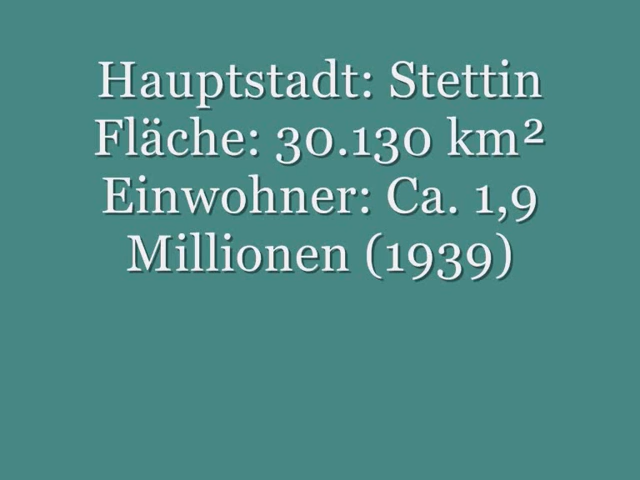 Hauptstadt: Stettin
Fläche: 30.130 km²
Einwohner: Ca. 1,9
Millionen (1939)